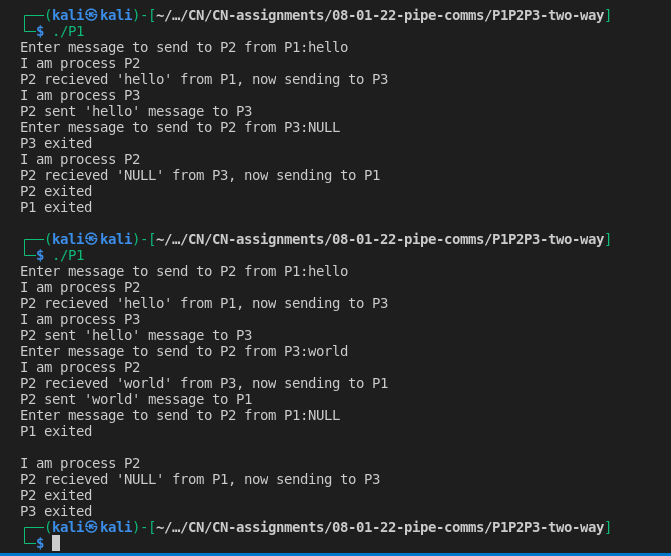 ┌──(kali㉿kali)-[~/…/CN/CN-assignments/08-01-22-pipe-comms/P1P2P3-two-way]
└─$ ./P1
Enter message to send to P2 from P1:hello
I am process P2
P2 recieved 'hello' from P1, now sending to P3
I am process P3
P2 sent 'hello' message to P3
Enter message to send to P2 from P3:NULL
P3 exited
I am process P2
P2 recieved 'NULL' from P3, now sending to P1
P2 exited
P1 exited

┌──(kali㉿kali)-[~/…/CN/CN-assignments/08-01-22-pipe-comms/P1P2P3-two-way]
└─$ ./P1
Enter message to send to P2 from P1:hello
I am process P2
P2 recieved 'hello' from P1, now sending to P3
I am process P3
P2 sent 'hello' message to P3
Enter message to send to P2 from P3:world
I am process P2
P2 recieved 'world' from P3, now sending to P1
P2 sent 'world' message to P1
Enter message to send to P2 from P1:NULL
P1 exited

I am process P2
P2 recieved 'NULL' from P1, now sending to P3
P2 exited
P3 exited
┌──(kali㉿kali)-[~/…/CN/CN-assignments/08-01-22-pipe-comms/P1P2P3-two-way]
└─$